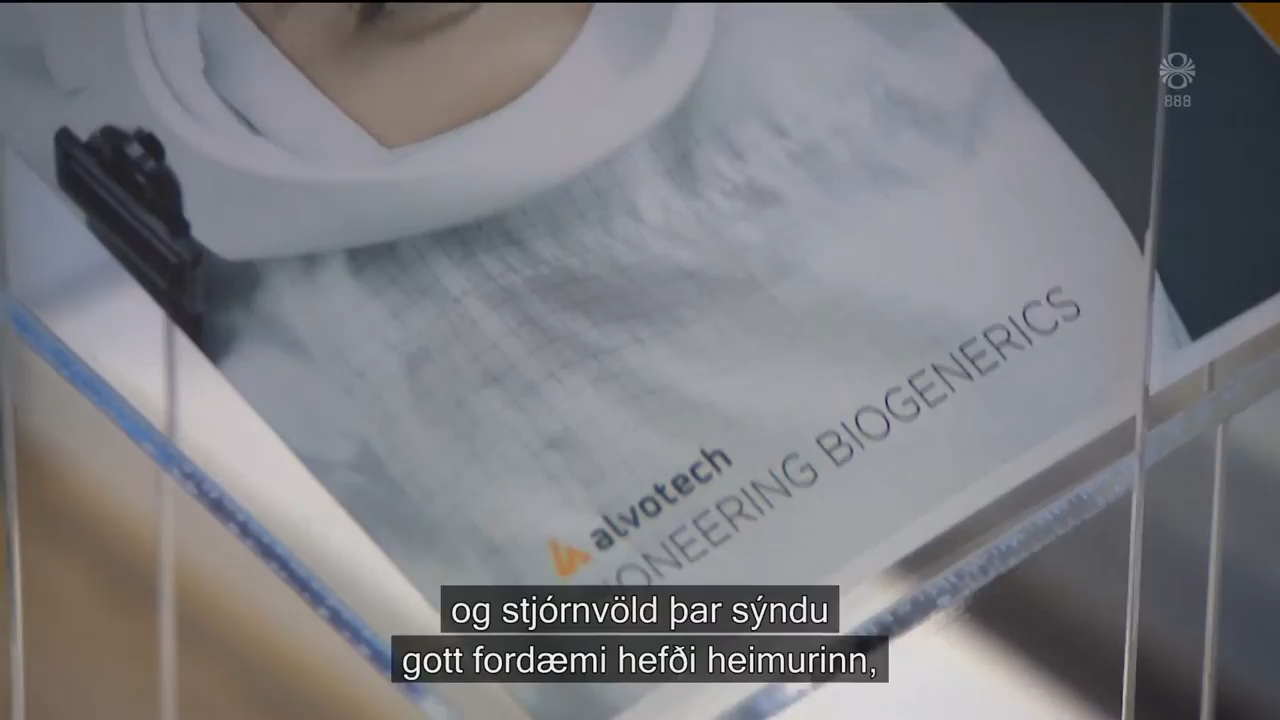 888
alvotech
IONEERING BIOGENERICS
og stjórnvöld þar sýndu
gott fordæmi hefði heimurinn,